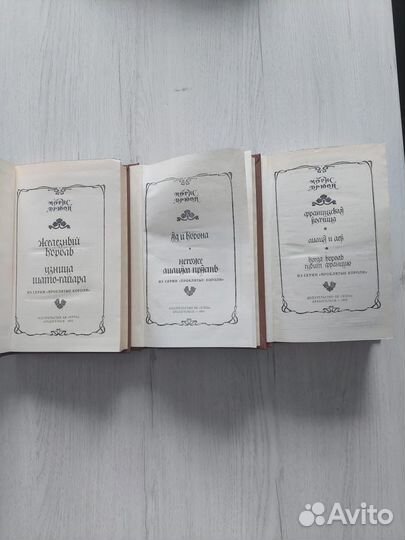 Морис
Дрюон
Железный
король
Узница
Шато-Гайара
ИЗ СЕРИИ «ПРОКЛЯТЫЕ КОРОЛИ»
Морис
Дрюон
Яд и корона
Негоже
лилиям прясть
ИЗ СЕРИИ «ПРОКЛЯТЫЕ КОРОЛИ»
Морис
Дрюон
Французская
волчица
Лилия и лев
Когда король
губит Францию
ИЗ СЕРИИ «ПРОКЛЯТЫЕ КОРОЛИ»
Avito